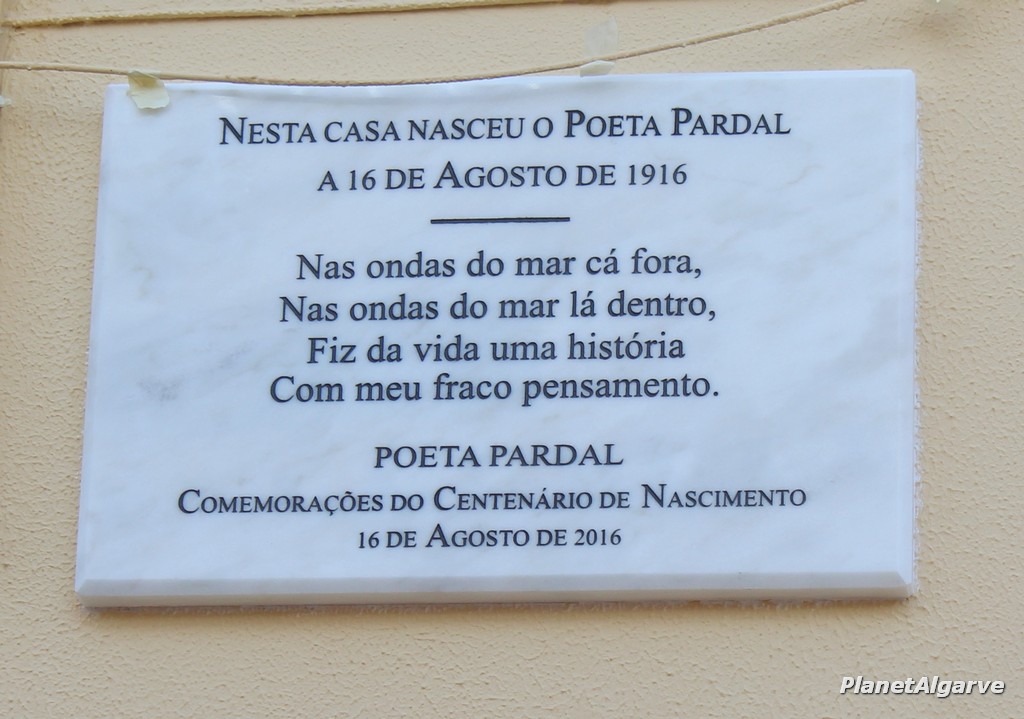 NESTA CASA NASCEU O POETA PARDAL
A 16 DE AGOSTO DE 1916
Nas ondas do mar cá fora,
Nas ondas do mar lá dentro,
Fiz da vida uma história
Com meu fraco pensamento.
POETA PARDAL
COMEMORAÇÕES DO CENTENÁRIO DE NASCIMENTO
16 DE AGOSTO DE 2016
PlanetAlgarve